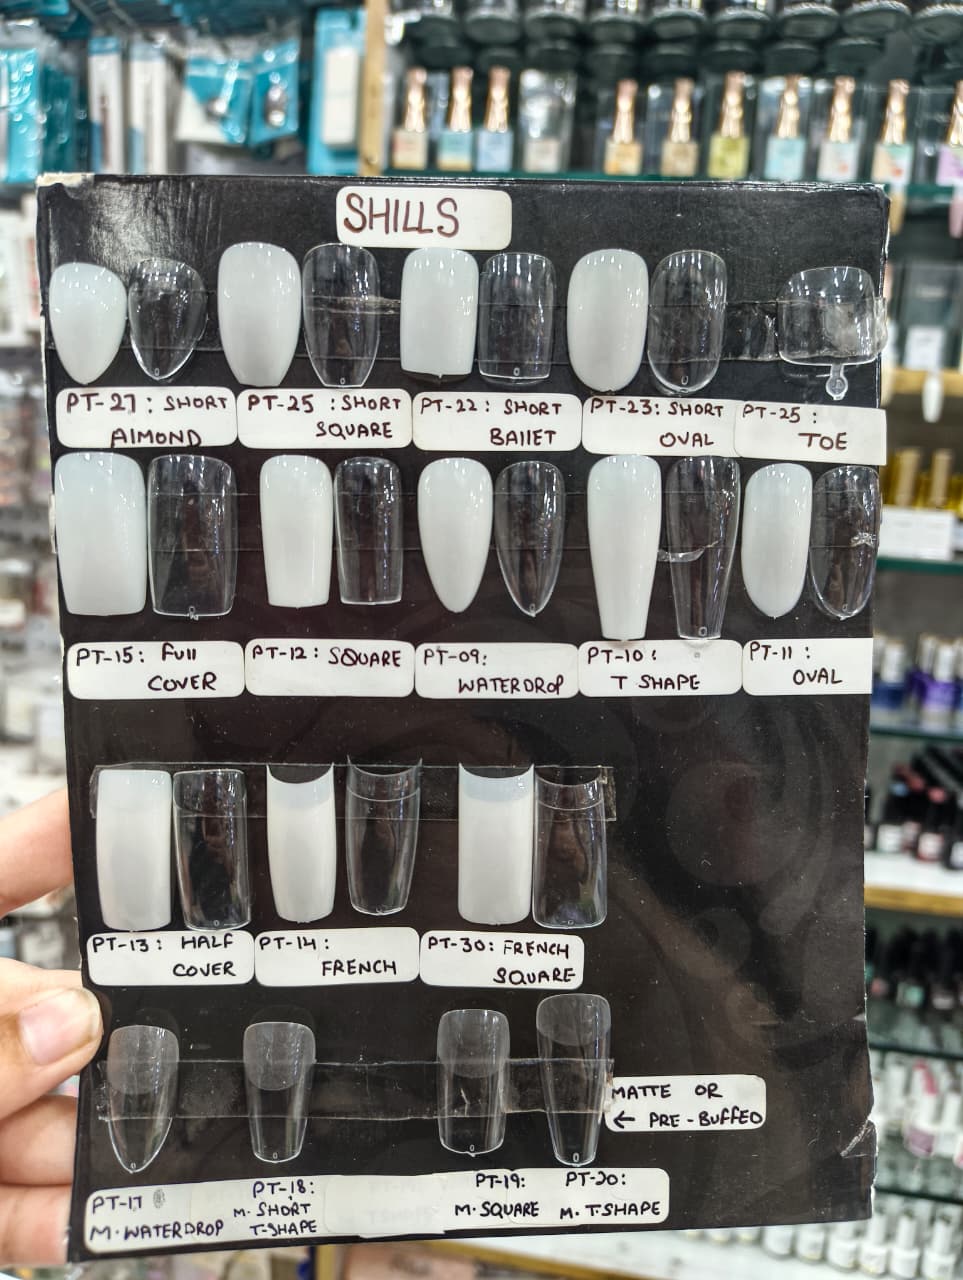 SHILLS
PT-27: SHORT
AlMOND
PT-25 : SHORT
SQUARE
PT-22: SHORT
BAllET
PT-23: SHORT
OVAL
PT-25:
TOE
PT-15: FUll
COVER
PT-12: SQUARE
PT-09:
WATERDROP
PT-10:
T SHAPE
PT-11:
OVAL
PT-13: HALF
COVER
PT-14:
FRENCH
PT-30: FRENCH
SQUARE
MATTE OR
← PRE-BUFFED
PT-17
M. WATERDROP
PT-18:
M. SHORT
T-SHAPE
PT-19:
M. SQUARE
PT-20:
M. T.SHAPE